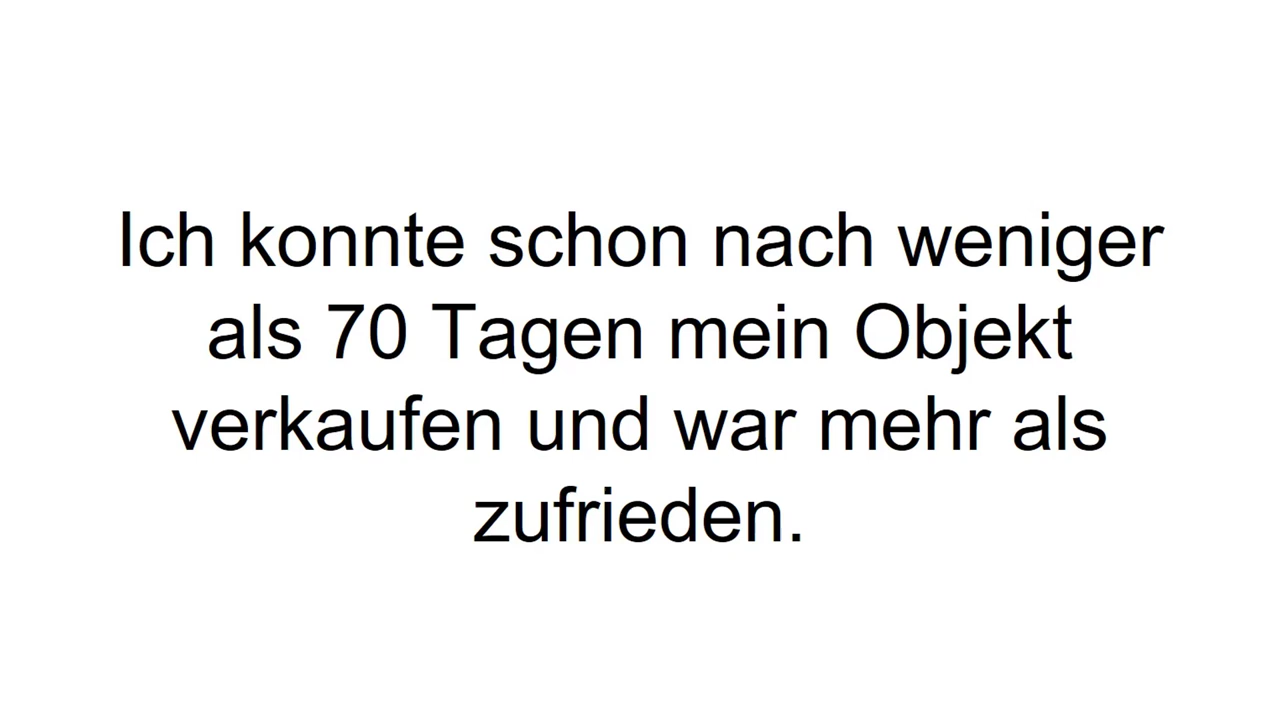 Ich konnte schon nach weniger
als 70 Tagen mein Objekt
verkaufen und war mehr als
zufrieden.